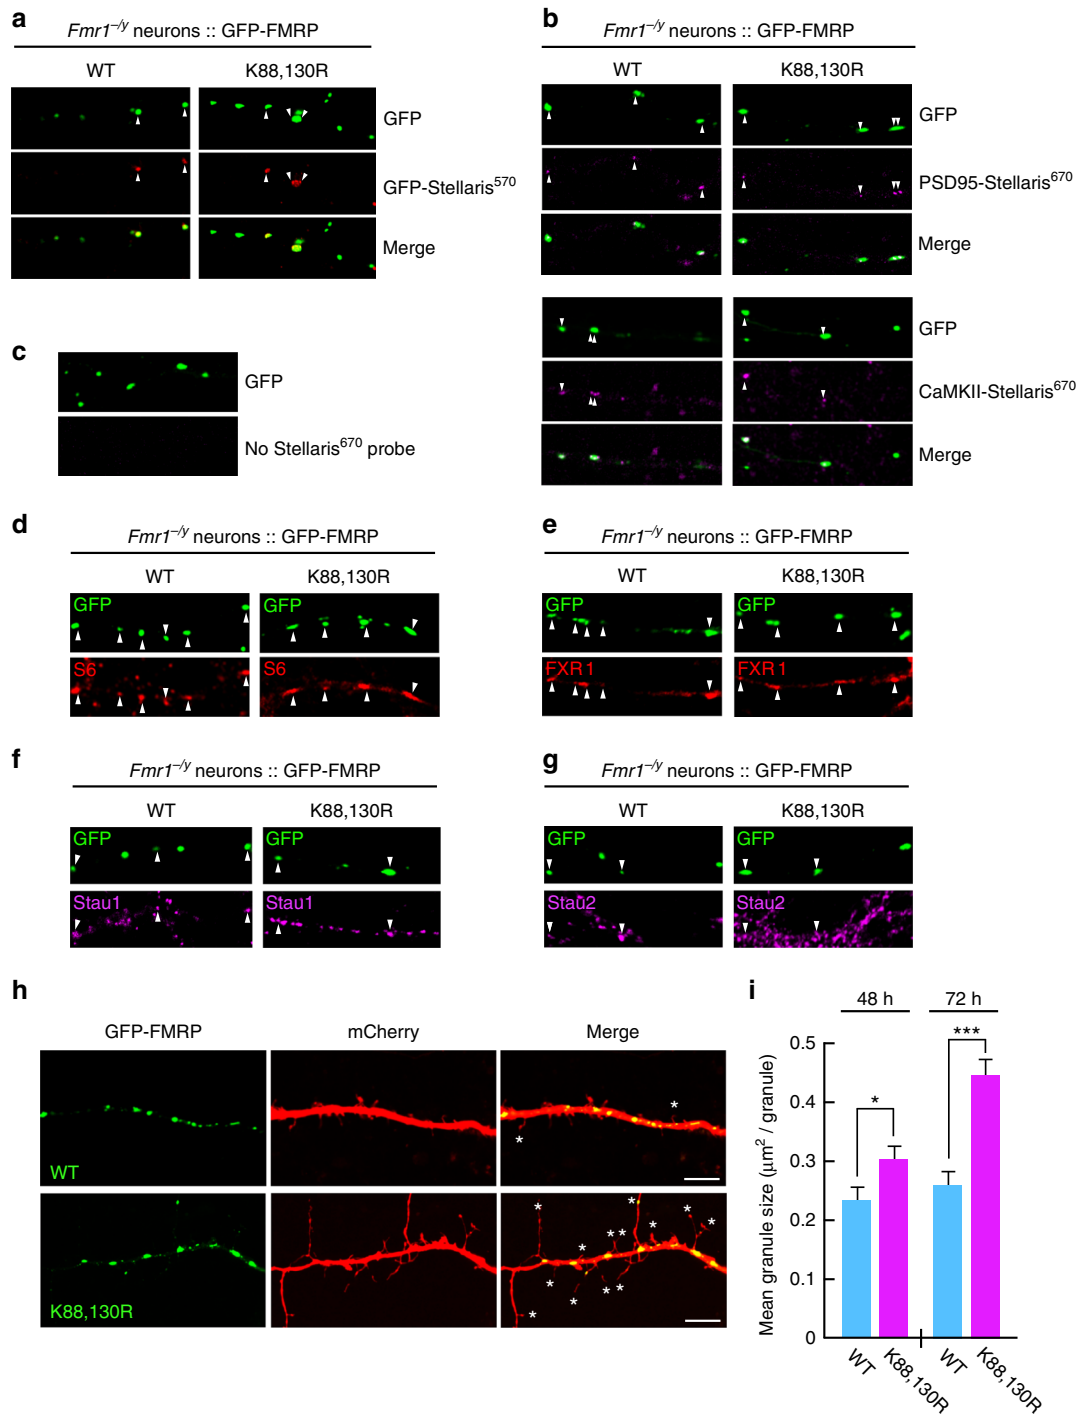 a
Fmr1⁻/ʸ neurons :: GFP-FMRP
WT K88,130R
GFP
GFP-Stellaris⁵⁷⁰
Merge
b
Fmr1⁻/ʸ neurons :: GFP-FMRP
WT K88,130R
GFP
PSD95-Stellaris⁶⁷⁰
Merge
GFP
CaMKII-Stellaris⁶⁷⁰
Merge
c
GFP
No Stellaris⁶⁷⁰ probe
d
Fmr1⁻/ʸ neurons :: GFP-FMRP
WT K88,130R
GFP GFP
S6 S6
e
Fmr1⁻/ʸ neurons :: GFP-FMRP
WT K88,130R
GFP GFP
FXR1 FXR1
f
Fmr1⁻/ʸ neurons :: GFP-FMRP
WT K88,130R
GFP GFP
Stau1 Stau1
g
Fmr1⁻/ʸ neurons :: GFP-FMRP
WT K88,130R
GFP GFP
Stau2 Stau2
h
GFP-FMRP mCherry Merge
WT
* *
K88,130R
* * * * * * * * * * * *
i
48 h 72 h
* ***
Mean granule size (μm² / granule)
0.5
0.4
0.3
0.2
0.1
0
WT K88,130R WT K88,130R